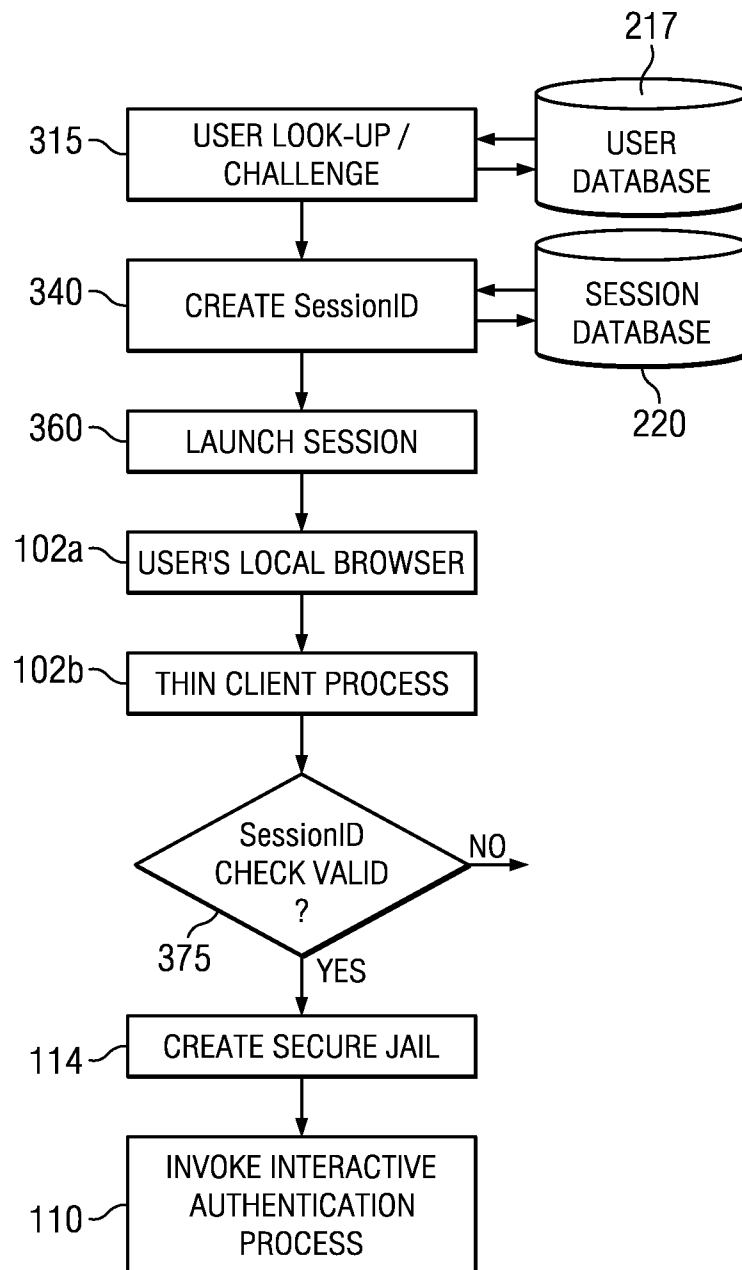 217
315
USER LOOK-UP /
CHALLENGE
USER
DATABASE
340
CREATE SessionID
SESSION
DATABASE
220
360
LAUNCH SESSION
102a
USER'S LOCAL BROWSER
102b
THIN CLIENT PROCESS
SessionID
CHECK VALID
?
NO
375
YES
114
CREATE SECURE JAIL
110
INVOKE INTERACTIVE
AUTHENTICATION
PROCESS